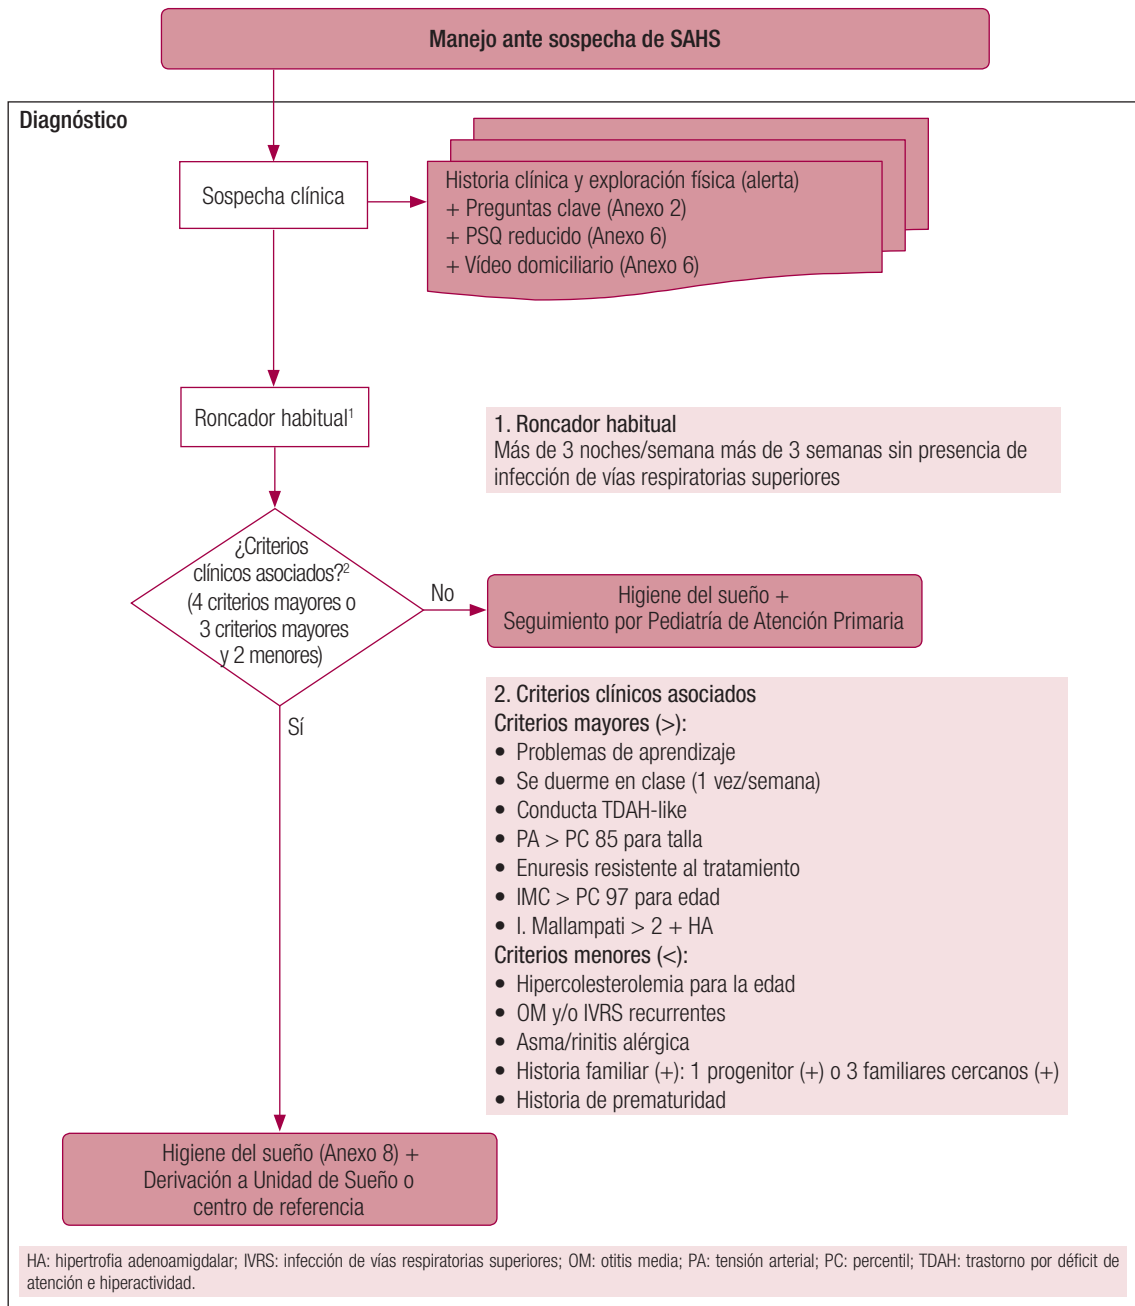 Manejo ante sospecha de SAHS
Diagnóstico
Sospecha clínica
Historia clínica y exploración física (alerta)
+ Preguntas clave (Anexo 2)
+ PSQ reducido (Anexo 6)
+ Vídeo domiciliario (Anexo 6)
Roncador habitual¹
1. Roncador habitual
Más de 3 noches/semana más de 3 semanas sin presencia de
infección de vías respiratorias superiores
¿Criterios
clínicos asociados?²
(4 criterios mayores o
3 criterios mayores
y 2 menores)
No
Higiene del sueño +
Seguimiento por Pediatría de Atención Primaria
Sí
2. Criterios clínicos asociados
Criterios mayores (>):
• Problemas de aprendizaje
• Se duerme en clase (1 vez/semana)
• Conducta TDAH-like
• PA > PC 85 para talla
• Enuresis resistente al tratamiento
• IMC > PC 97 para edad
• I. Mallampati > 2 + HA
Criterios menores (<):
• Hipercolesterolemia para la edad
• OM y/o IVRS recurrentes
• Asma/rinitis alérgica
• Historia familiar (+): 1 progenitor (+) o 3 familiares cercanos (+)
• Historia de prematuridad
Higiene del sueño (Anexo 8) +
Derivación a Unidad de Sueño o
centro de referencia
HA: hipertrofia adenoamigdalar; IVRS: infección de vías respiratorias superiores; OM: otitis media; PA: tensión arterial; PC: percentil; TDAH: trastorno por déficit de
atención e hiperactividad.